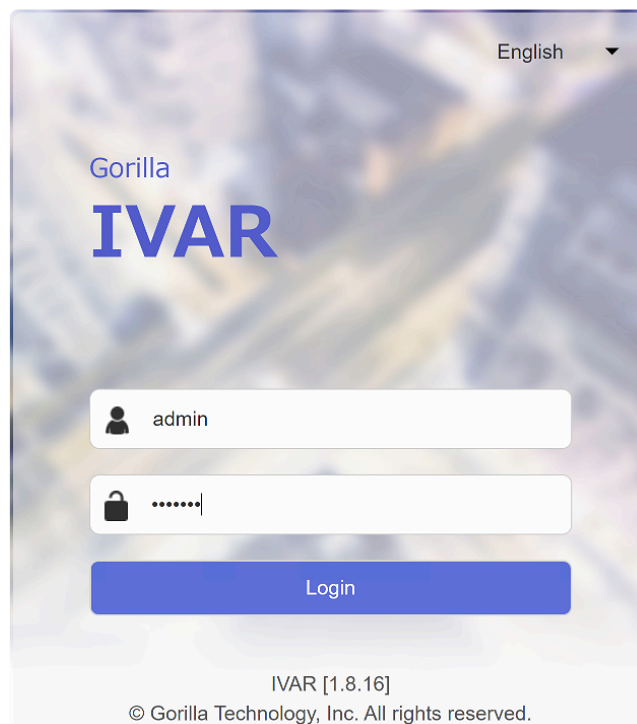 English
Gorilla
IVAR
admin
•••••••
Login
IVAR [1.8.16]
© Gorilla Technology, Inc. All rights reserved.